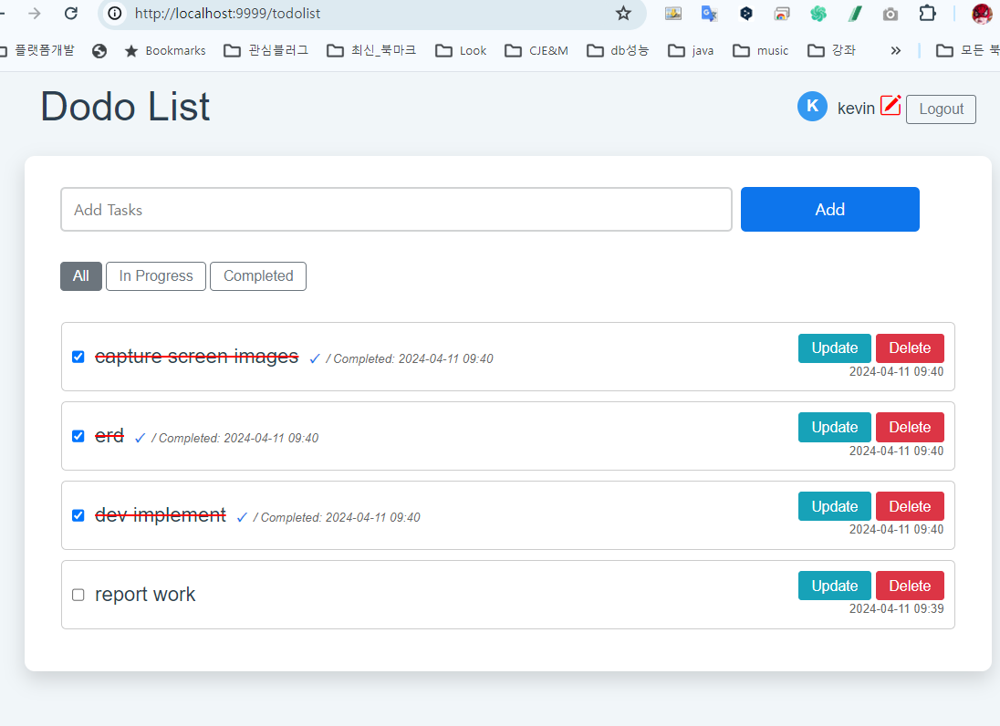 http://localhost:9999/todolist
플랫폼개발 Bookmarks 관심블러그 최신_북마크 Look CJE&M db성능 java music 강좌 » 모든 북
Dodo List
K kevin Logout
Add Tasks Add
All In Progress Completed
capture screen images ✓ / Completed: 2024-04-11 09:40 Update Delete
2024-04-11 09:40
erd ✓ / Completed: 2024-04-11 09:40 Update Delete
2024-04-11 09:40
dev implement ✓ / Completed: 2024-04-11 09:40 Update Delete
2024-04-11 09:40
report work Update Delete
2024-04-11 09:39